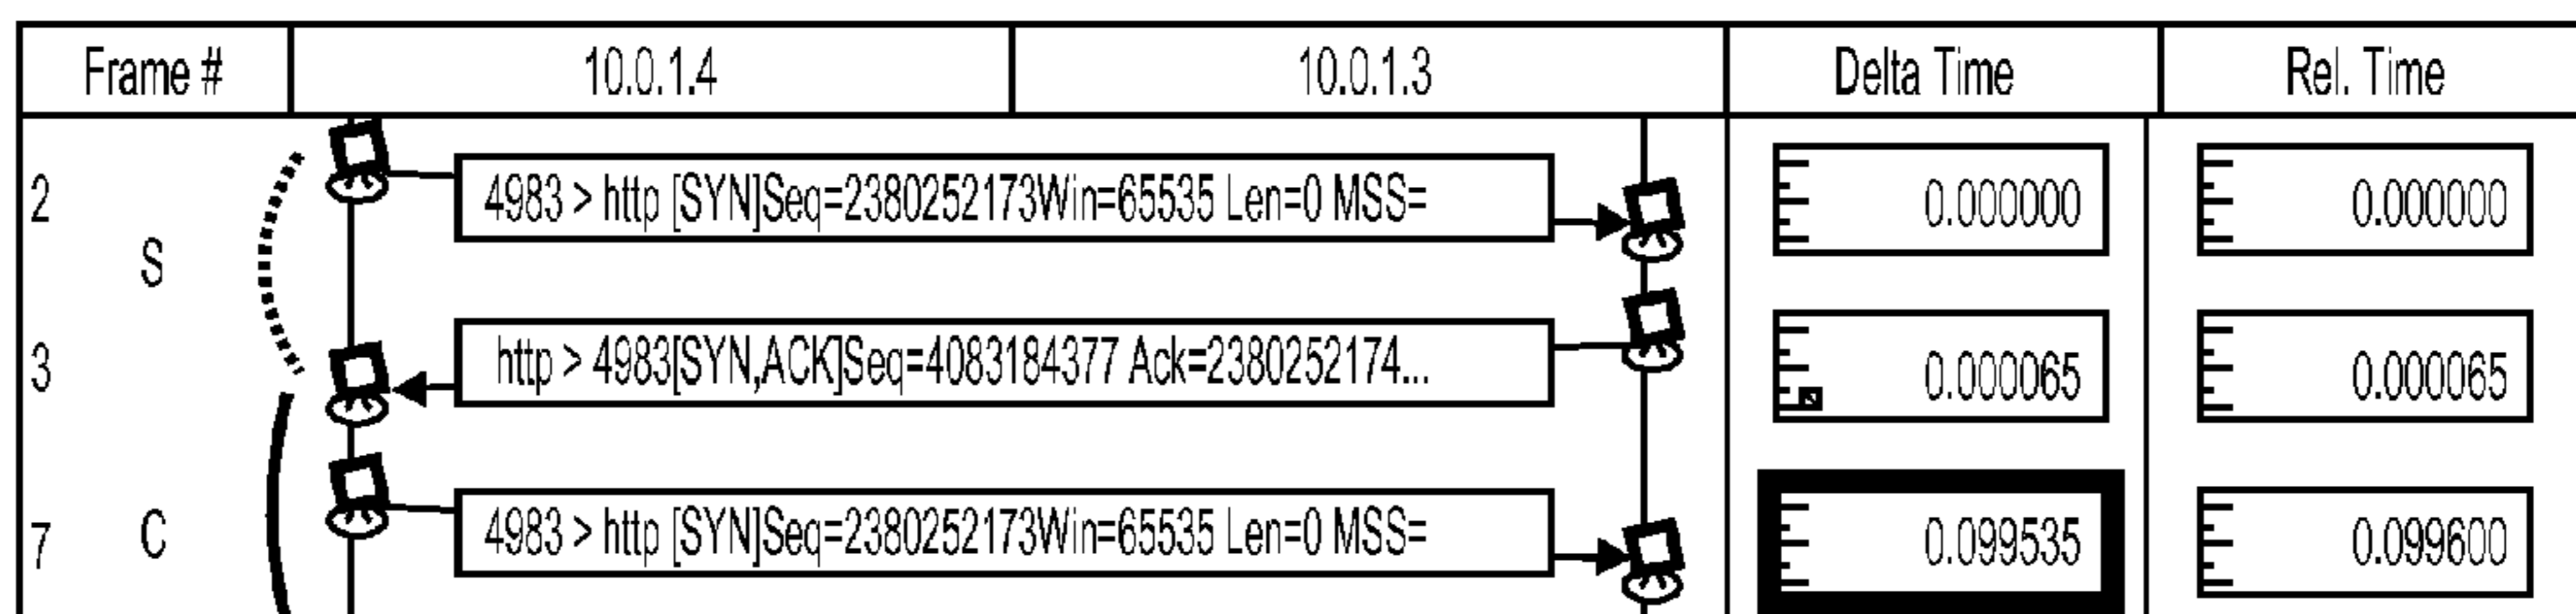 Frame # 10.0.1.4 10.0.1.3 Delta Time Rel. Time
2 4983 > http [SYN]Seq=2380252173Win=65535 Len=0 MSS= 0.000000 0.000000
S
3 http > 4983[SYN,ACK]Seq=4083184377 Ack=2380252174... 0.000065 0.000065
7 C 4983 > http [SYN]Seq=2380252173Win=65535 Len=0 MSS= 0.099535 0.099600